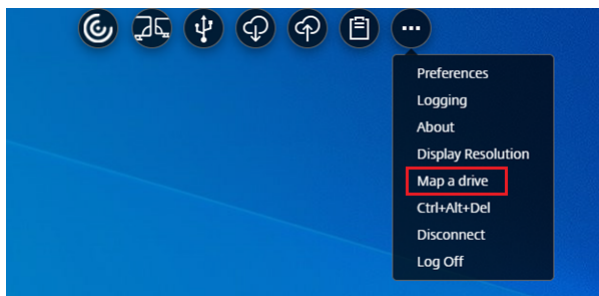 Preferences
Logging
About
Display Resolution
Map a drive
Ctrl+Alt+Del
Disconnect
Log Off